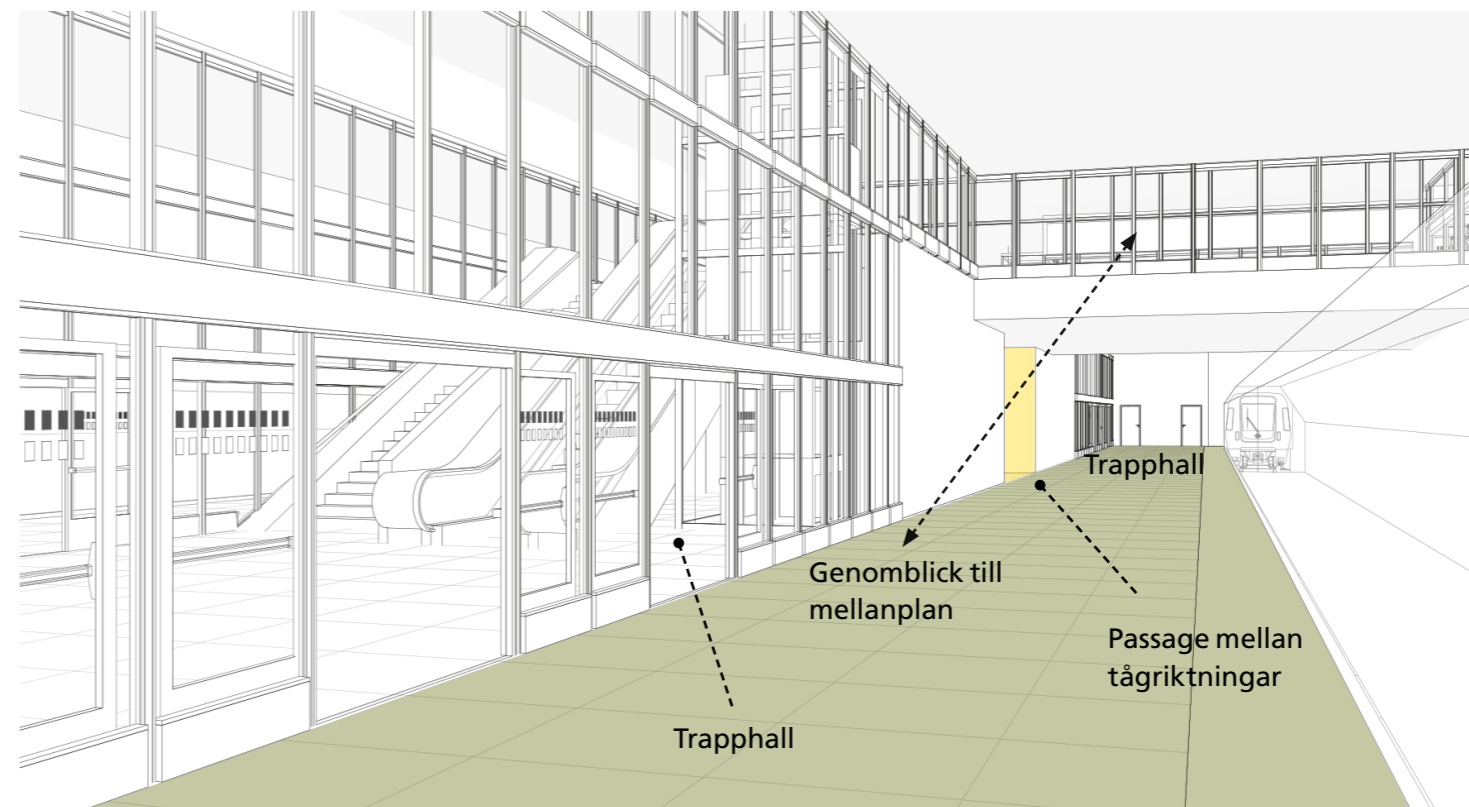 Trapphall
Genomblick till
mellanplan
Passage mellan
tågriktningar
Trapphall